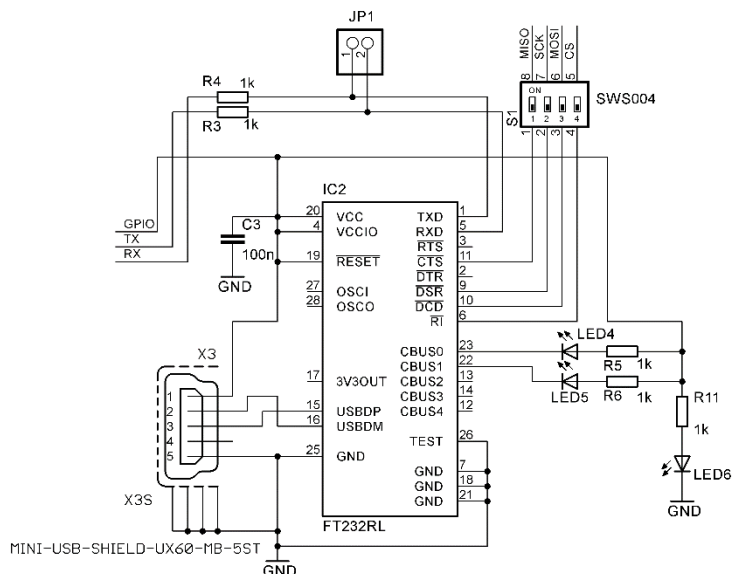 JP1
1 2
R4 1k
R3 1k
MISO SCK MOSI CS
8 7 6 5
ON
1 2 3 4
S1 SWS004
1 2 3 4
GPIO
TX
RX
C3
100n
GND
IC2
20 VCC TXD 1
4 VCCIO RXD 5
RTS 3
19 RESET CTS 11
DTR 2
27 OSCI DSR 9
28 OSCO DCD 10
RI 6
CBUS0 23
CBUS1 22
17 3V3OUT CBUS2 13
CBUS3 14
15 USBDP CBUS4 12
16 USBDM
TEST 26
25 GND
GND 7
GND 18
GND 21
FT232RL
LED4
R5 1k
LED5 R6 1k
R11
1k
LED6
GND
X3
1
2
3
4
5
X3S
MINI-USB-SHIELD-UX60-MB-5ST
GND